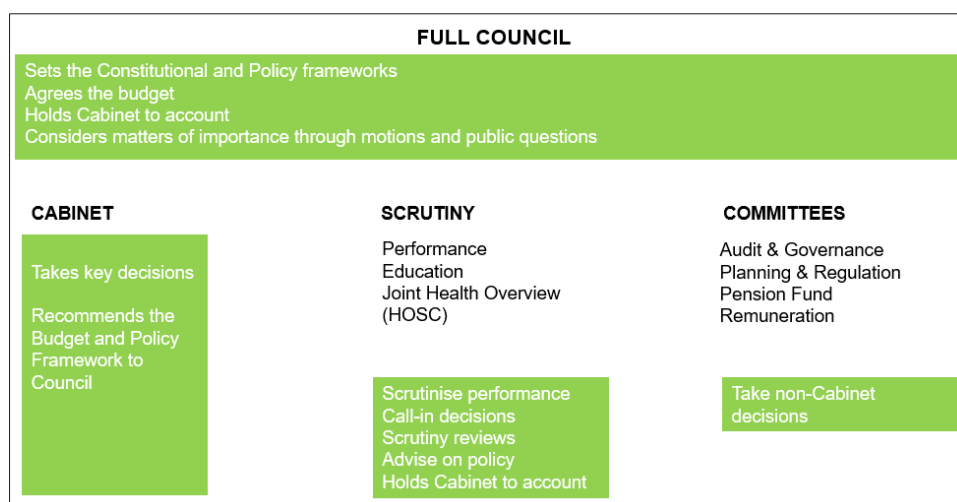 FULL COUNCIL
Sets the Constitutional and Policy frameworks
Agrees the budget
Holds Cabinet to account
Considers matters of importance through motions and public questions
CABINET
Takes key decisions
Recommends the
Budget and Policy
Framework to
Council
SCRUTINY
Performance
Education
Joint Health Overview
(HOSC)
Scrutinise performance
Call-in decisions
Scrutiny reviews
Advise on policy
Holds Cabinet to account
COMMITTEES
Audit & Governance
Planning & Regulation
Pension Fund
Remuneration
Take non-Cabinet
decisions